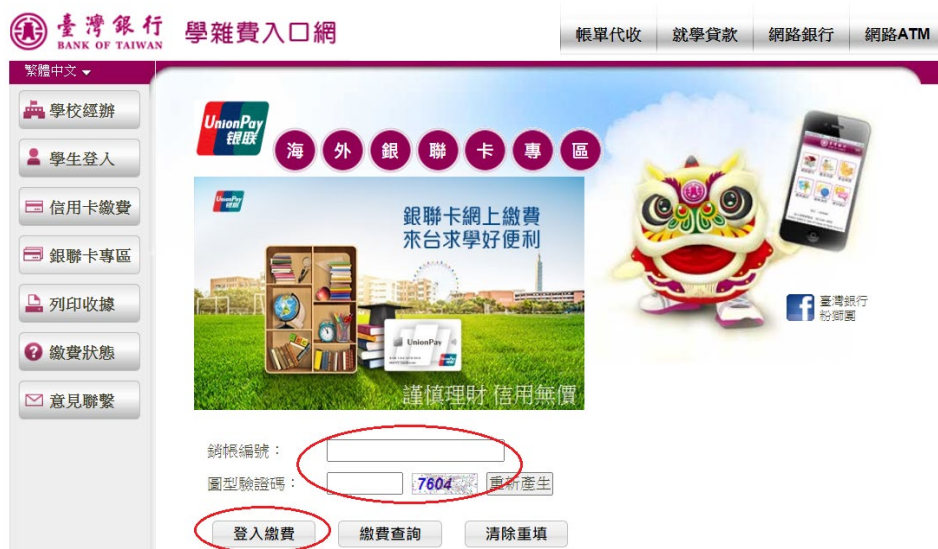 臺灣銀行
BANK OF TAIWAN
學雜費入口網
帳單代收 就學貸款 網路銀行 網路ATM
繁體中文
學校經辦
學生登入
信用卡繳費
銀聯卡專區
列印收據
繳費狀態
意見聯繫
UnionPay
银联
海外銀聯卡專區
UnionPay
银联
銀聯卡網上繳費
來台求學好便利
UnionPay
謹慎理財 信用無價
臺灣銀行
粉獅團
銷帳編號：
圖型驗證碼： 7604 重新產生
登入繳費 繳費查詢 清除重填